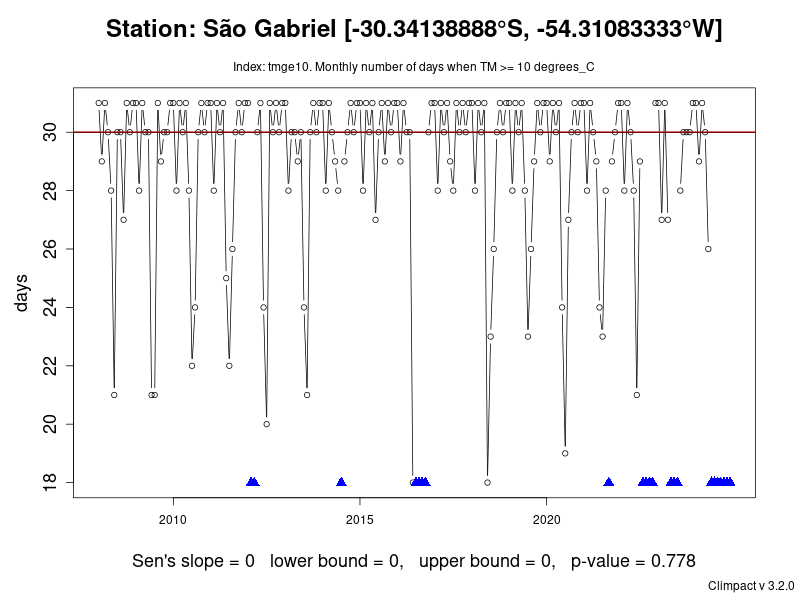 Station: São Gabriel [-30.34138888°S, -54.31083333°W]
Index: tmge10. Monthly number of days when TM >= 10 degrees_C
days
30
28
26
24
22
20
18
2010 2015 2020
Sen's slope = 0 lower bound = 0, upper bound = 0, p-value = 0.778
Climpact v 3.2.0